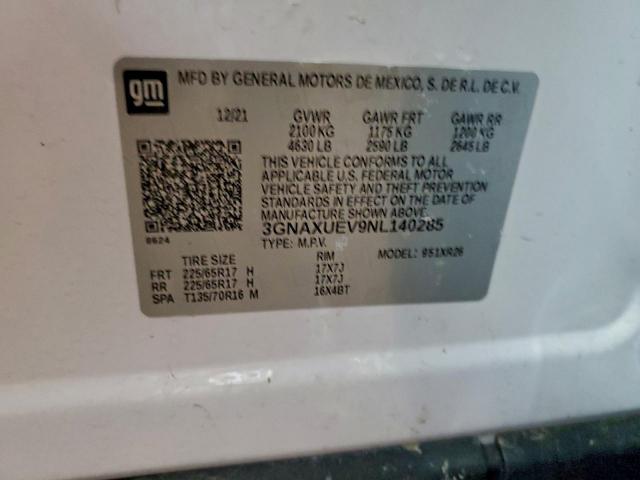 gm MFD BY GENERAL MOTORS DE MEXICO, S. DE R.L. DE C.V.
12/21 GVWR GAWR FRT GAWR RR
2100 KG 1175 KG 1200 KG
4630 LB 2590 LB 2645 LB
THIS VEHICLE CONFORMS TO ALL
APPLICABLE U.S. FEDERAL MOTOR
VEHICLE SAFETY AND THEFT PREVENTION
STANDARDS IN EFFECT ON THE DATE OF
MANUFACTURE SHOWN ABOVE.
3GNAXUEV9NL140285
8624 TYPE: M.P.V. MODEL: 951XR26
TIRE SIZE RIM
FRT 225/65R17 H 17X7J
RR 225/65R17 H 17X7J
SPA T135/70R16 M 16X4BT